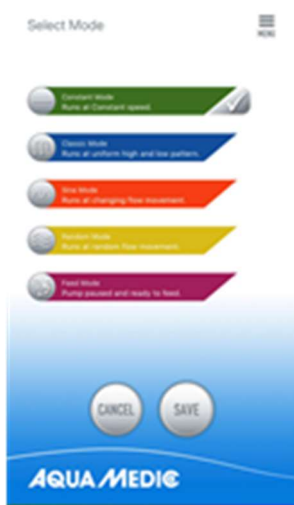 Select Mode
MENU
Constant Mode
Runs at Constant speed.
Classic Mode
Runs at uniform high and low pattern.
Sine Mode
Runs at changing flow movement.
Random Mode
Runs at random flow movement.
Feed Mode
Pump paused and ready to feed.
CANCEL
SAVE
AQUA MEDIC